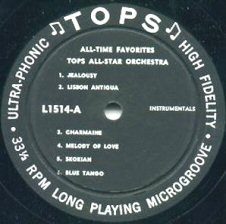 TOPS
ULTRA-PHONIC
HIGH FIDELITY
ALL-TIME FAVORITES
TOPS ALL-STAR ORCHESTRA
1. JEALOUSY
2. LISBON ANTIGUA
L1514-A
INSTRUMENTALS
3. CHARMAINE
4. MELODY OF LOVE
5. SKOKIAN
6. BLUE TANGO
33⅓ RPM LONG PLAYING MICROGROOVE